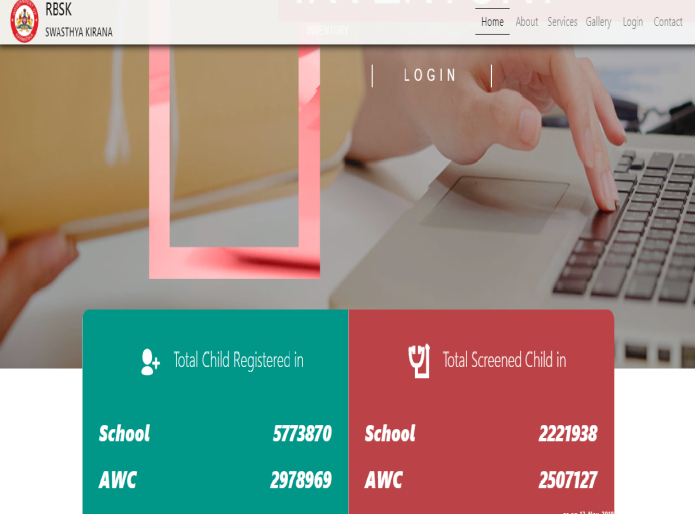 RBSK
SWASTHYA KIRANA
Home About Services Gallery Login Contact
INVENTORY
LOGIN
Total Child Registered in
School 5773870
AWC 2978969
Total Screened Child in
School 2221938
AWC 2507127